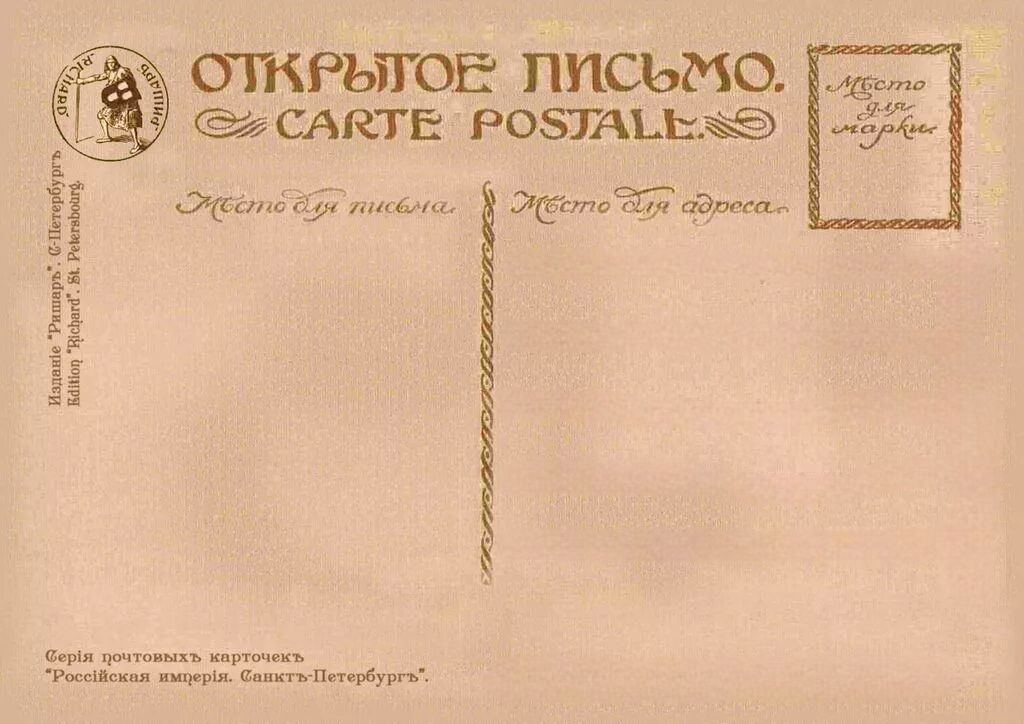 "RICHARD"
"РИШАРЪ"
ОТКРЫТОЕ ПИСЬМО.
CARTE POSTALE.
Мѣсто
для
марки.
Мѣсто для письма.
Мѣсто для адреса.
Изданіе "Ришаръ". С-Петербургъ
Edition "Richard". St. Petersbourg.
Серія почтовыхъ карточекъ
"Россійская имперія. Санктъ-Петербургъ".